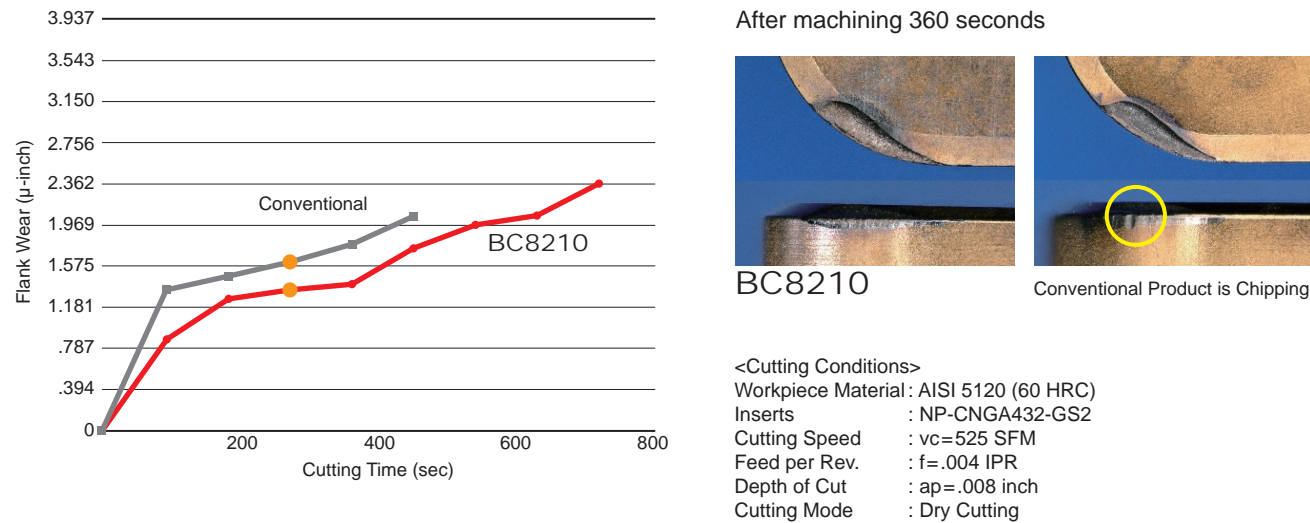 3.937
3.543
3.150
2.756
2.362
1.969
1.575
1.181
.787
.394
0
Flank Wear (µ-inch)
Conventional
BC8210
200 400 600 800
Cutting Time (sec)
After machining 360 seconds
BC8210
Conventional Product is Chipping
<Cutting Conditions>
Workpiece Material : AISI 5120 (60 HRC)
Inserts : NP-CNGA432-GS2
Cutting Speed : vc=525 SFM
Feed per Rev. : f=.004 IPR
Depth of Cut : ap=.008 inch
Cutting Mode : Dry Cutting